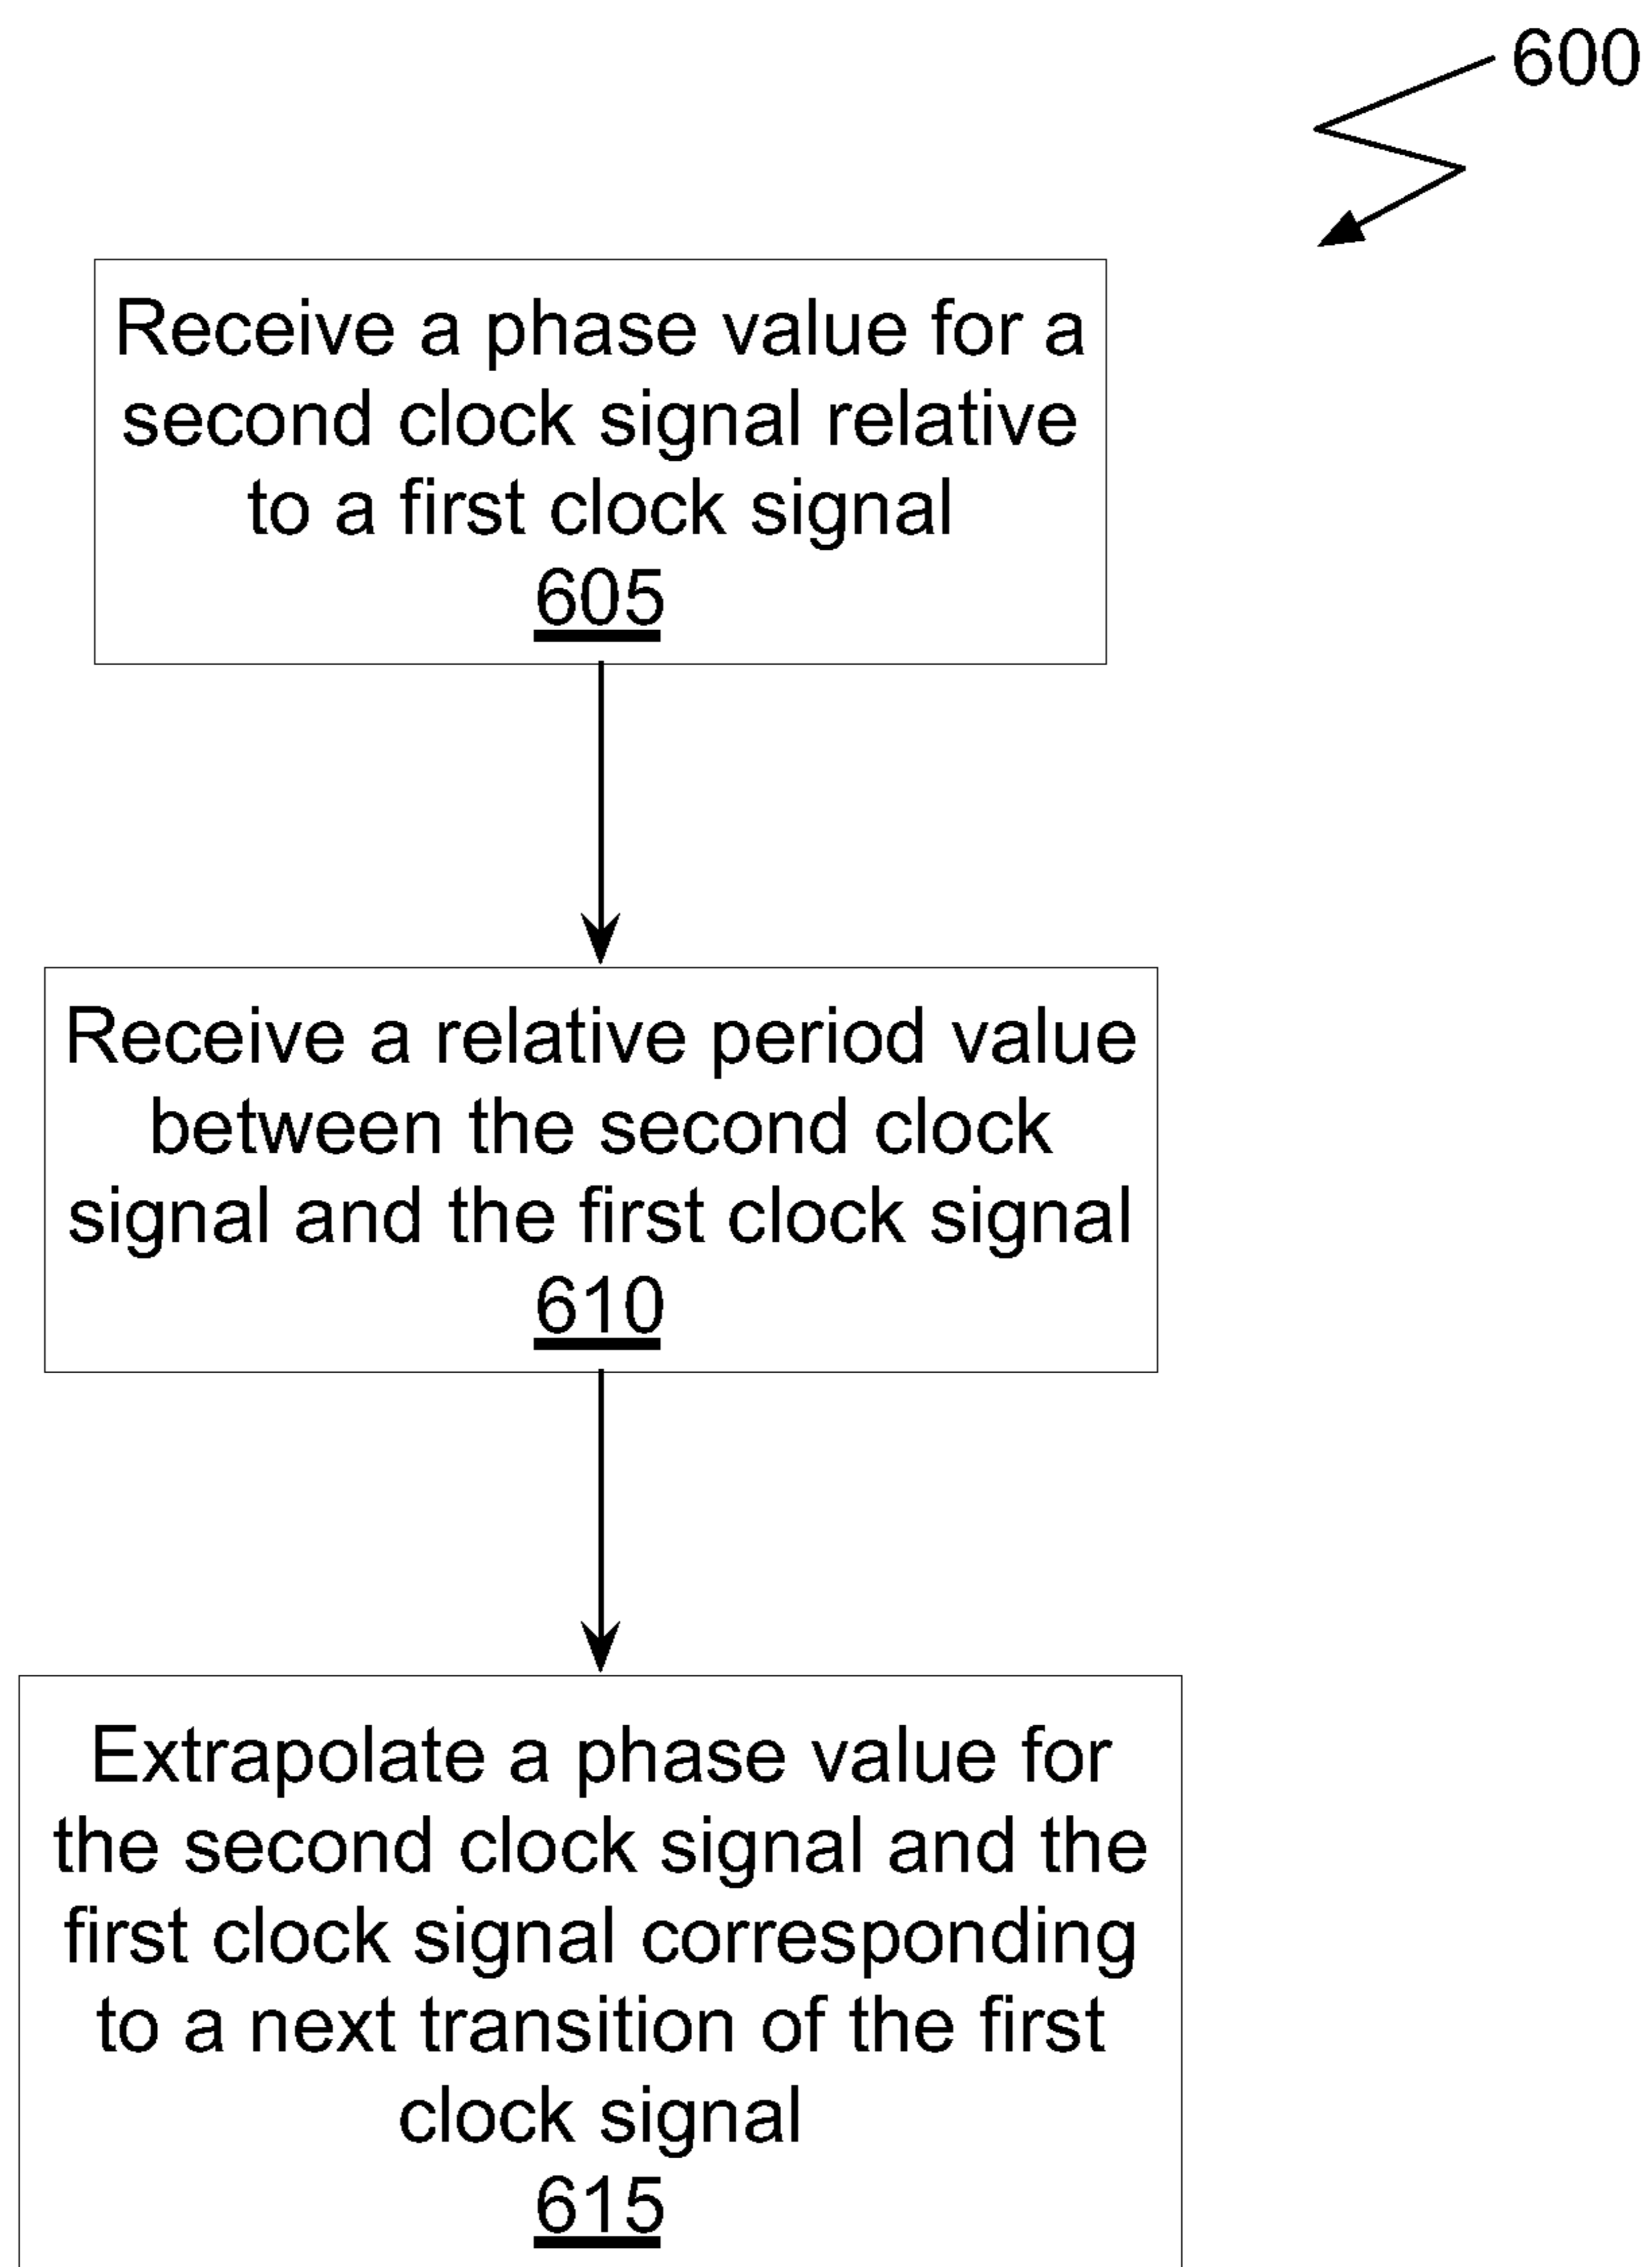 600
Receive a phase value for a
second clock signal relative
to a first clock signal
605
Receive a relative period value
between the second clock
signal and the first clock signal
610
Extrapolate a phase value for
the second clock signal and the
first clock signal corresponding
to a next transition of the first
clock signal
615